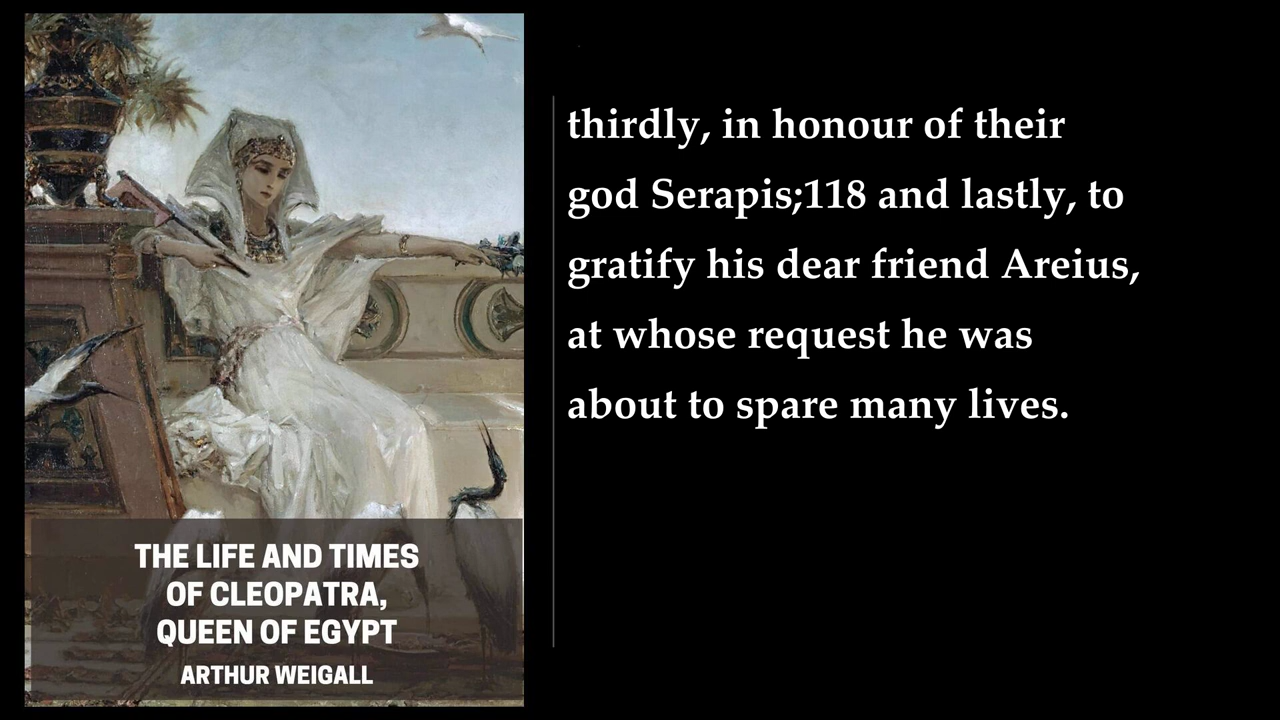 thirdly, in honour of their
god Serapis;118 and lastly, to
gratify his dear friend Areius,
at whose request he was
about to spare many lives.
THE LIFE AND TIMES
OF CLEOPATRA,
QUEEN OF EGYPT
ARTHUR WEIGALL